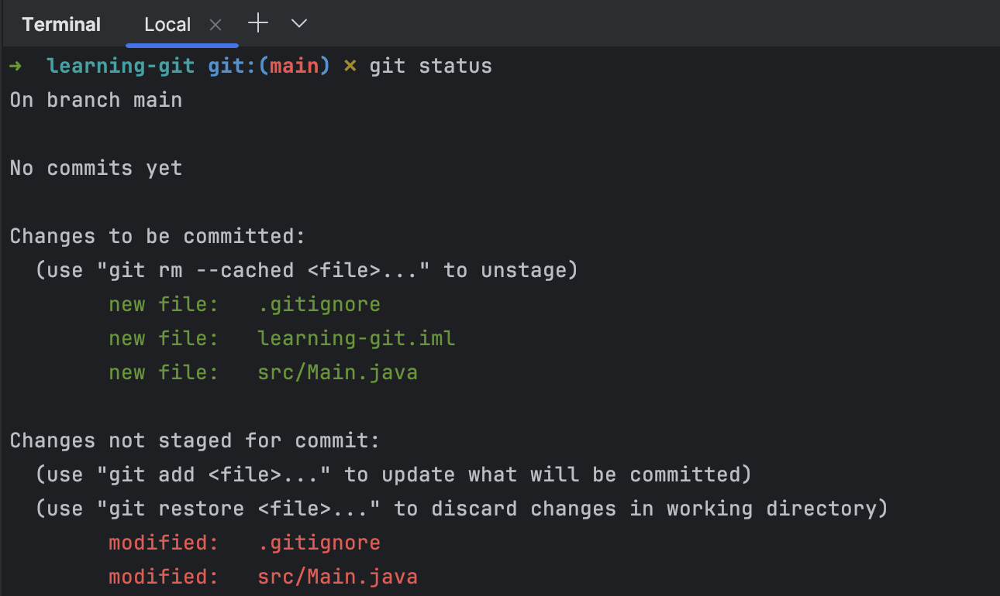 Terminal Local × + ⌄
➜ learning-git git:(main) ✗ git status
On branch main
No commits yet
Changes to be committed:
(use "git rm --cached <file>..." to unstage)
new file: .gitignore
new file: learning-git.iml
new file: src/Main.java
Changes not staged for commit:
(use "git add <file>..." to update what will be committed)
(use "git restore <file>..." to discard changes in working directory)
modified: .gitignore
modified: src/Main.java